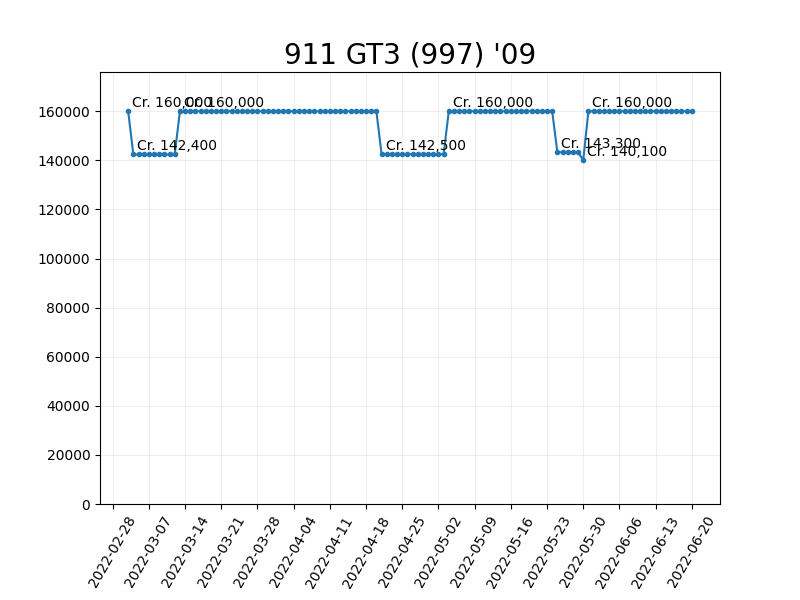 911 GT3 (997) '09
Cr. 160,000
Cr. 160,000
Cr. 160,000
Cr. 160,000
Cr. 142,400
Cr. 142,500
Cr. 143,300
Cr. 140,100
160000
140000
120000
100000
80000
60000
40000
20000
0
2022-02-28
2022-03-07
2022-03-14
2022-03-21
2022-03-28
2022-04-04
2022-04-11
2022-04-18
2022-04-25
2022-05-02
2022-05-09
2022-05-16
2022-05-23
2022-05-30
2022-06-06
2022-06-13
2022-06-20